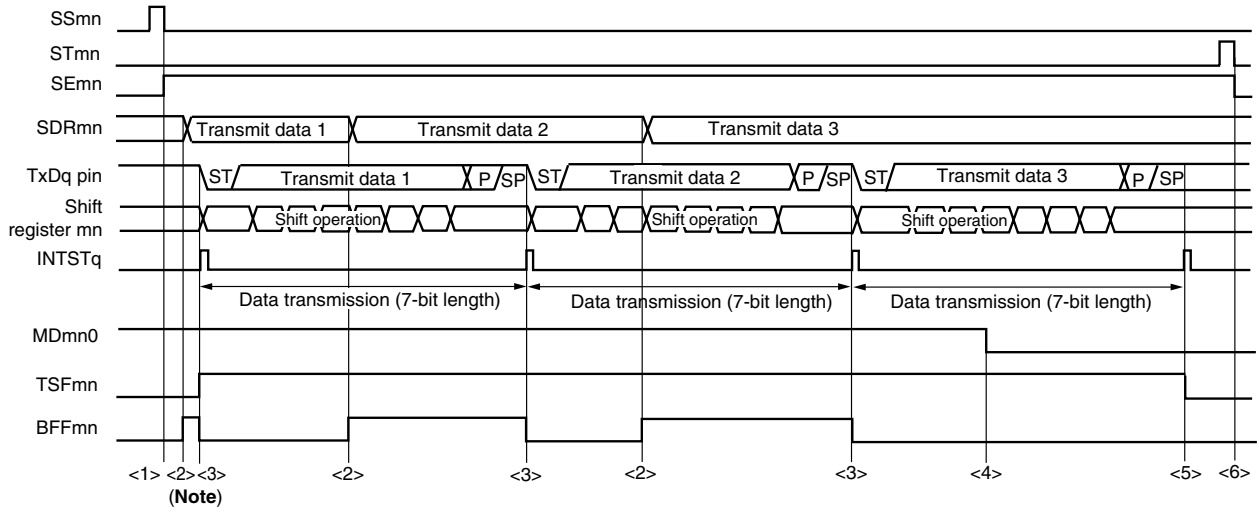 SSmn
STmn
SEmn
SDRmn Transmit data 1 Transmit data 2 Transmit data 3
TxDq pin ST Transmit data 1 P SP ST Transmit data 2 P SP ST Transmit data 3 P SP
Shift
register mn Shift operation Shift operation Shift operation
INTSTq
Data transmission (7-bit length) Data transmission (7-bit length) Data transmission (7-bit length)
MDmn0
TSFmn
BFFmn
<1> <2> <3> <2> <3> <2> <3> <4> <5> <6>
(Note)